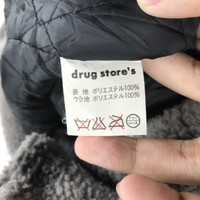 drug store's
表 地 ポリエステル100%
ウラ地 ポリエステル100%